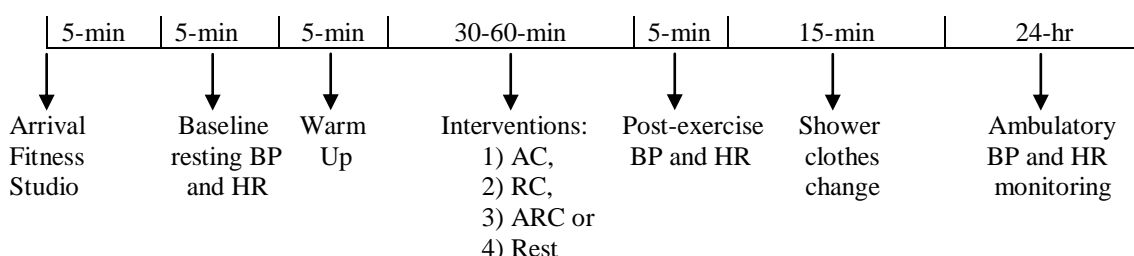 5-min 5-min 5-min 30-60-min 5-min 15-min 24-hr
Arrival Baseline Warm Interventions: Post-exercise Shower Ambulatory
Fitness resting BP Up 1) AC, BP and HR clothes BP and HR
Studio and HR 2) RC, change monitoring
3) ARC or
4) Rest